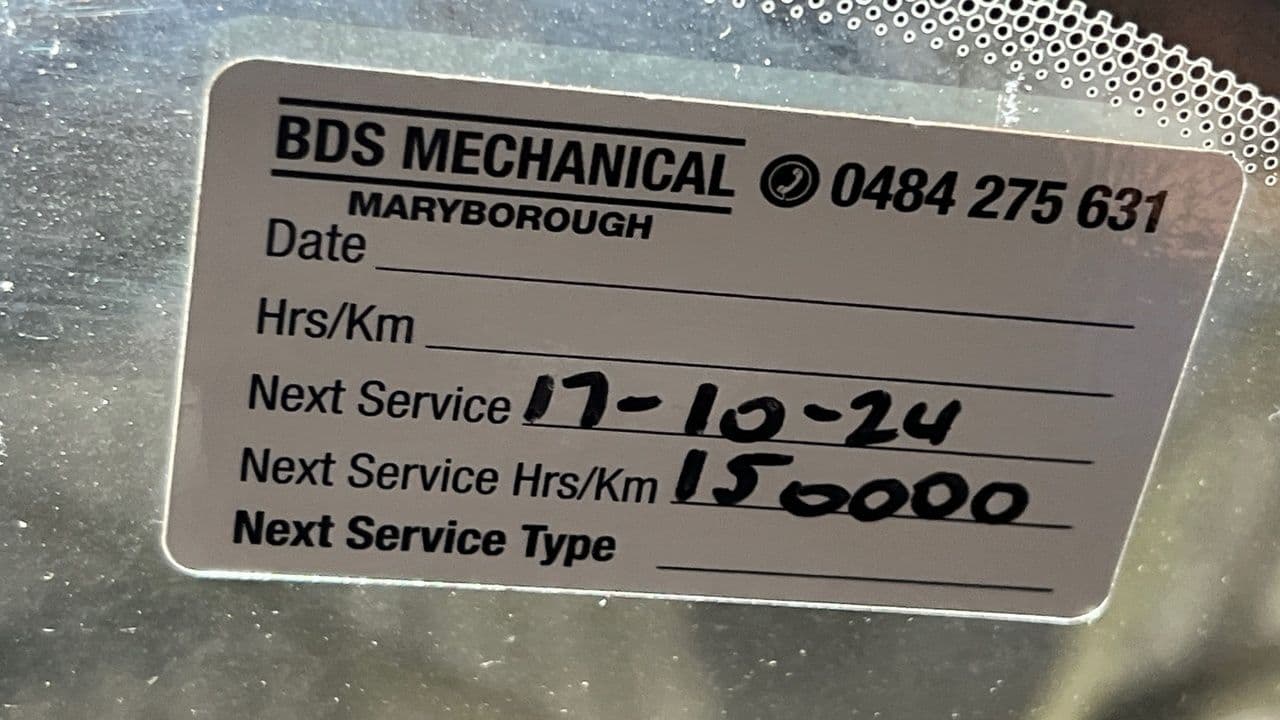 BDS MECHANICAL 0484 275 631
MARYBOROUGH
Date
Hrs/Km
Next Service 17-10-24
Next Service Hrs/Km 150000
Next Service Type